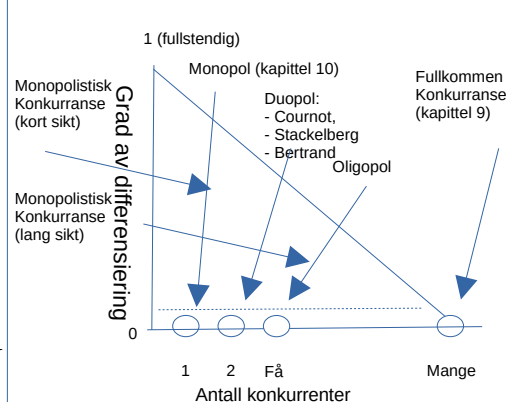 1 (fullstendig)
Monopol (kapittel 10)
Monopolistisk
Konkurranse
(kort sikt)
Duopol:
- Cournot,
- Stackelberg
- Bertrand
Oligopol
Fullkommen
Konkurranse
(kapittel 9)
Monopolistisk
Konkurranse
(lang sikt)
Grad av differensiering
0
1 2 Få Mange
Antall konkurrenter